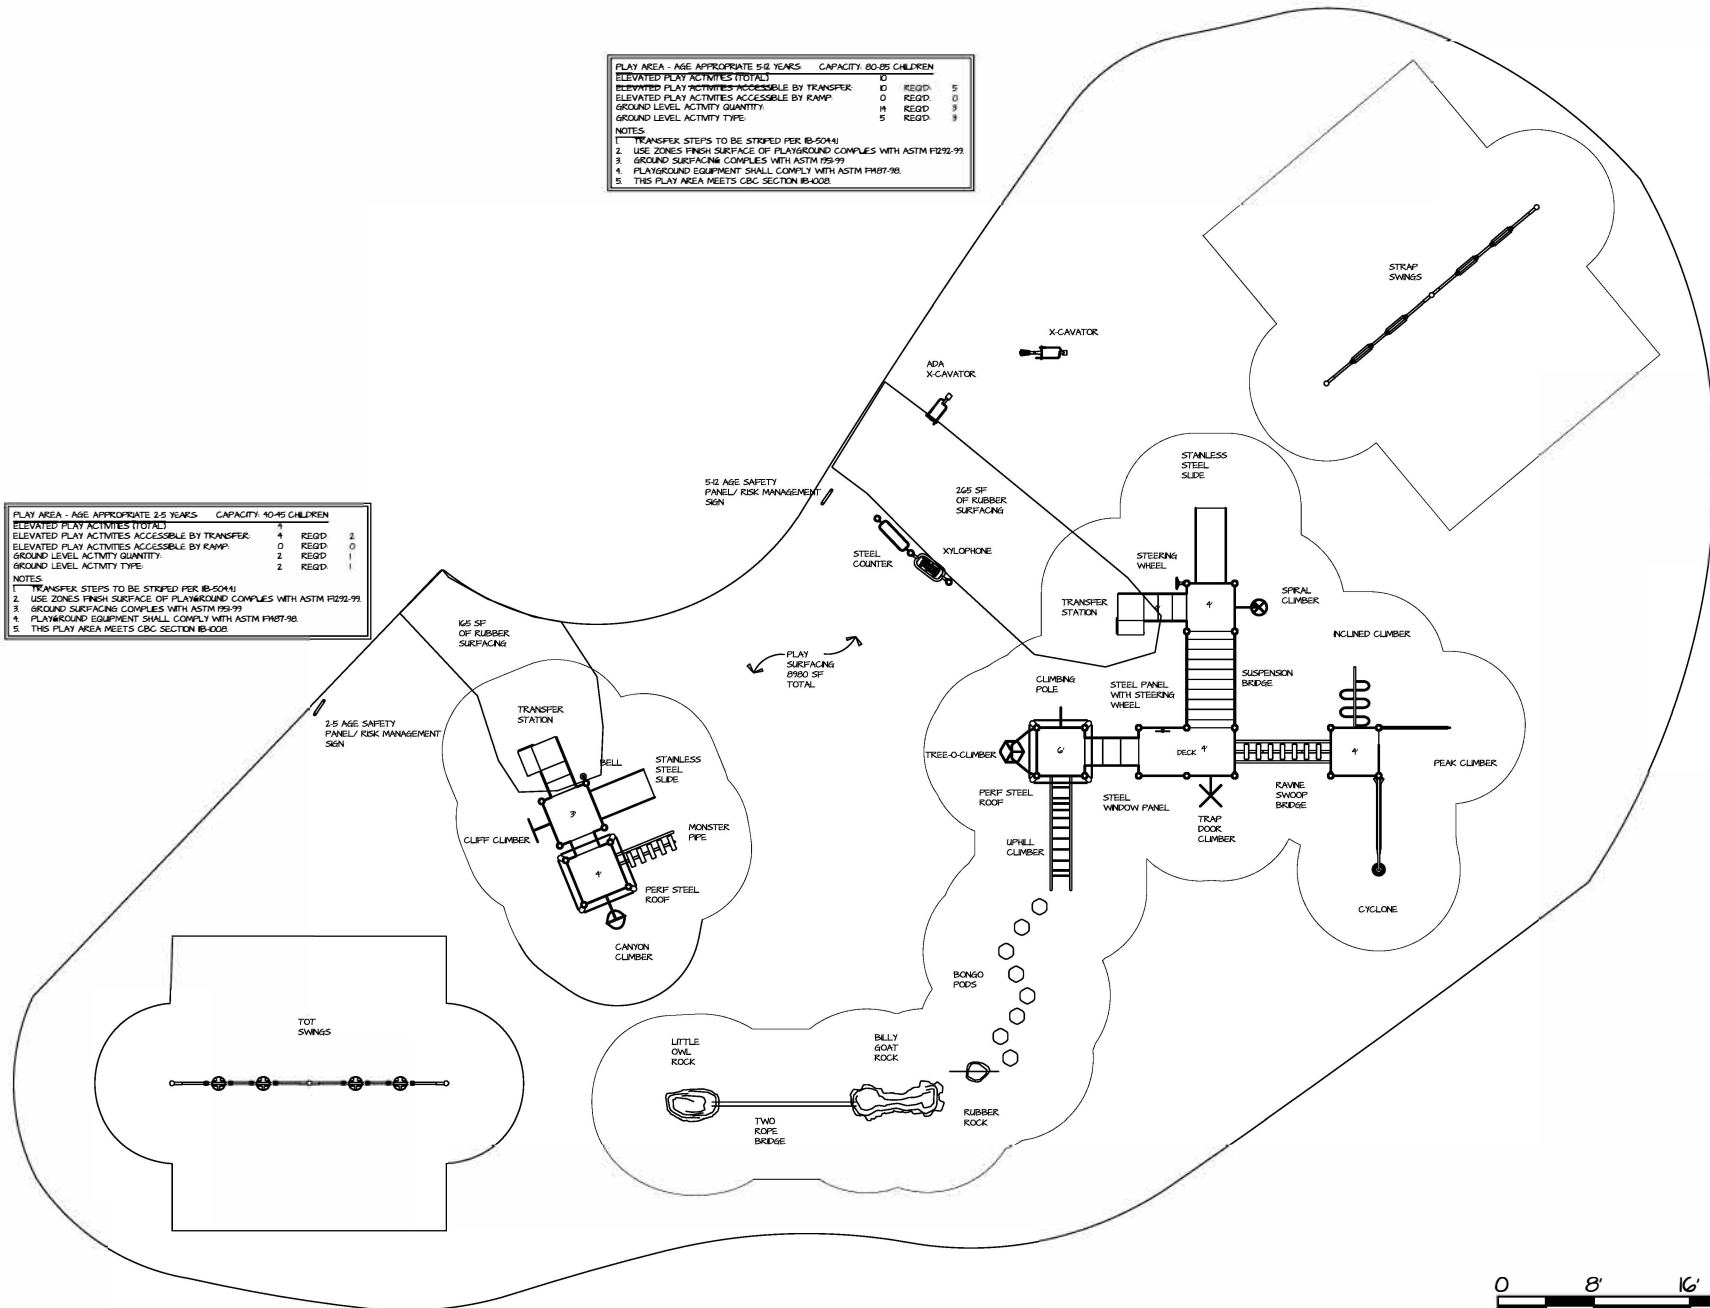 PLAY AREA - AGE APPROPRIATE 5-12 YEARS. CAPACITY: 80-85 CHILDREN
ELEVATED PLAY ACTIVITIES (TOTAL) 10
ELEVATED PLAY ACTIVITIES ACCESSIBLE BY TRANSFER: 10 REQ'D: 5
ELEVATED PLAY ACTIVITIES ACCESSIBLE BY RAMP: 0 REQ'D. 0
GROUND LEVEL ACTIVITY QUANTITY: 14 REQ'D 3
GROUND LEVEL ACTIVITY TYPE: 5 REQ'D: 3
NOTES:
1. TRANSFER STEPS TO BE STRIPED PER 1B-504.4.1
2. USE ZONES FINISH SURFACE OF PLAYGROUND COMPLIES WITH ASTM F1292-99.
3. GROUND SURFACING COMPLIES WITH ASTM 1951-99
4. PLAYGROUND EQUIPMENT SHALL COMPLY WITH ASTM F1487-98.
5. THIS PLAY AREA MEETS CBC SECTION 1B-1008.
STRAP
SWINGS
X-CAVATOR
ADA
X-CAVATOR
STAINLESS
STEEL
SLIDE
5-12 AGE SAFETY
PANEL/ RISK MANAGEMENT
SIGN
265 SF
OF RUBBER
SURFACING
PLAY AREA - AGE APPROPRIATE 2-5 YEARS. CAPACITY: 40-45 CHILDREN
ELEVATED PLAY ACTIVITIES (TOTAL) 4
ELEVATED PLAY ACTIVITIES ACCESSIBLE BY TRANSFER: 4 REQ'D: 2
ELEVATED PLAY ACTIVITIES ACCESSIBLE BY RAMP: 0 REQ'D: 0
GROUND LEVEL ACTIVITY QUANTITY: 2 REQ'D 1
GROUND LEVEL ACTIVITY TYPE: 2 REQ'D: 1
NOTES:
1. TRANSFER STEPS TO BE STRIPED PER 1B-504.4.1
2. USE ZONES FINISH SURFACE OF PLAYGROUND COMPLIES WITH ASTM F1292-99.
3. GROUND SURFACING COMPLIES WITH ASTM 1951-99
4. PLAYGROUND EQUIPMENT SHALL COMPLY WITH ASTM F1487-98.
5. THIS PLAY AREA MEETS CBC SECTION 1B-1008.
STEEL
COUNTER
XYLOPHONE
STEERING
WHEEL
TRANSFER
STATION
4'
4'
SPIRAL
CLIMBER
165 SF
OF RUBBER
SURFACING
INCLINED CLIMBER
PLAY
SURFACING
8980 SF
TOTAL
CLIMBING
POLE
STEEL PANEL
WITH STEERING
WHEEL
SUSPENSION
BRIDGE
2-5 AGE SAFETY
PANEL/ RISK MANAGEMENT
SIGN
TRANSFER
STATION
BELL
STAINLESS
STEEL
SLIDE
TREE-O-CLIMBER
6'
DECK 4'
4'
PEAK CLIMBER
PERF STEEL
ROOF
STEEL
WINDOW PANEL
RAVINE
SWOOP
BRIDGE
TRAP
DOOR
CLIMBER
3'
CLIFF CLIMBER
MONSTER
PIPE
UPHILL
CLIMBER
4'
PERF STEEL
ROOF
CYCLONE
CANYON
CLIMBER
BONGO
PODS
TOT
SWINGS
LITTLE
OWL
ROCK
BILLY
GOAT
ROCK
TWO
ROPE
BRIDGE
RUBBER
ROCK
0 8' 16'